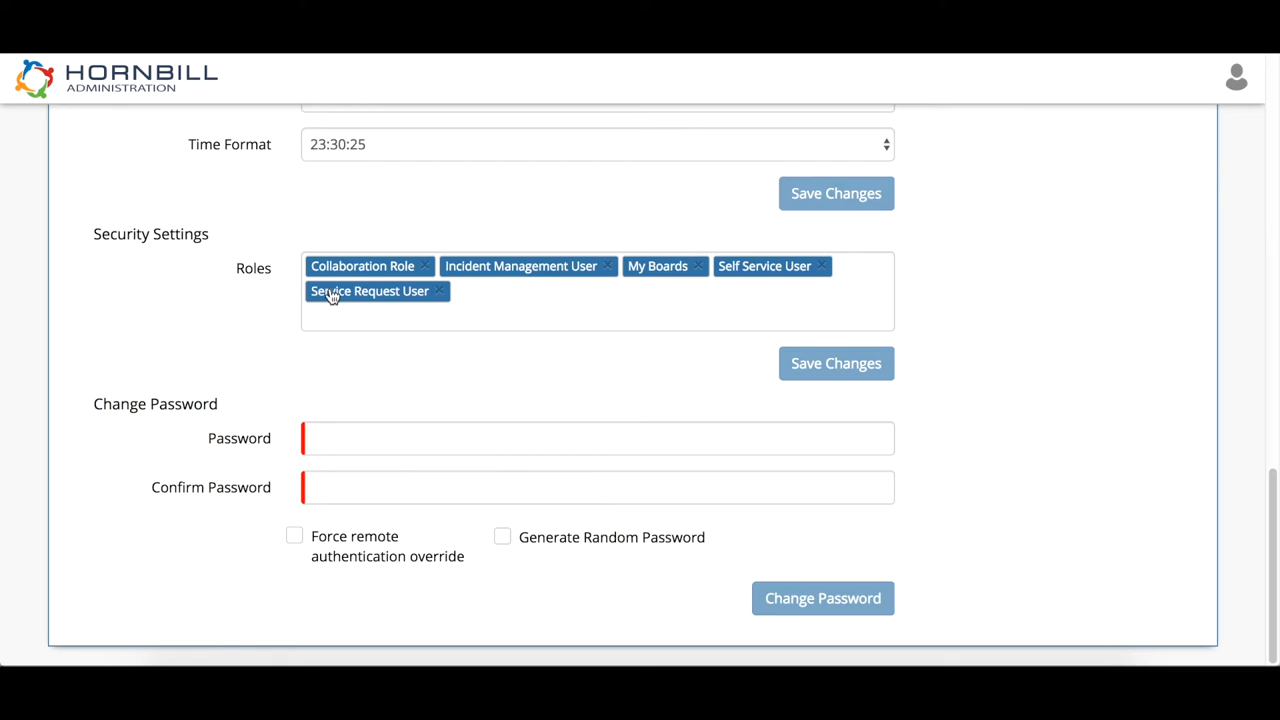 HORNBILL
ADMINISTRATION
Time Format
23:30:25
Save Changes
Security Settings
Roles
Collaboration Role × Incident Management User × My Boards × Self Service User ×
Service Request User ×
Save Changes
Change Password
Password
Confirm Password
Force remote
authentication override
Generate Random Password
Change Password